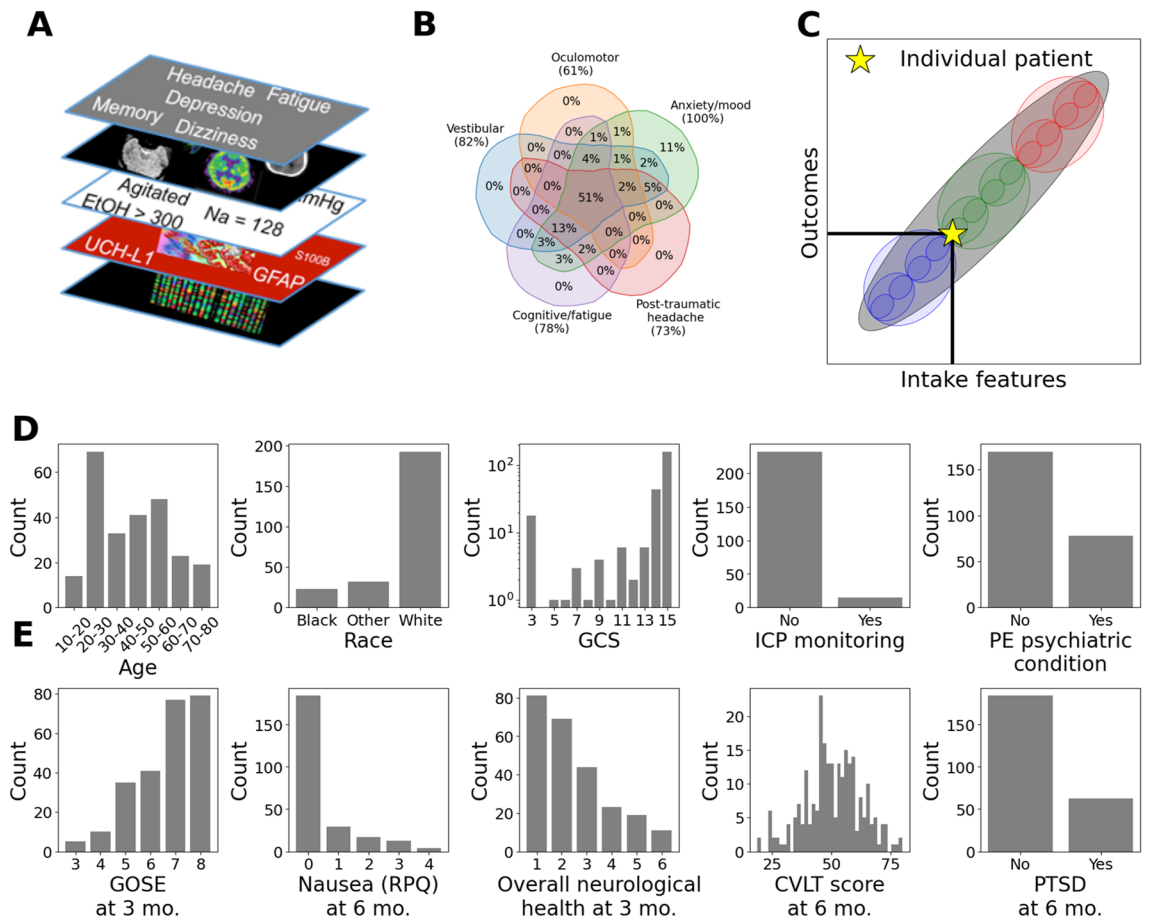 A
Headache Fatigue
Depression
Memory Dizziness
Agitated
mHg
EtOH > 300
Na = 128
UCH-L1
S100B
GFAP
B
Oculomotor
(61%)
Anxiety/mood
(100%)
Vestibular
(82%)
0%
0%
1%
1%
11%
0%
4%
1%
2%
0%
0%
0%
0%
2%
5%
51%
0%
0%
0%
13%
0%
0%
3%
2%
0%
0%
3%
0%
0%
0%
Post-traumatic
headache
(73%)
Cognitive/fatigue
(78%)
C
Individual patient
Outcomes
Intake features
D
Count
60
40
20
0
10-20
20-30
30-40
40-50
50-60
60-70
70-80
Age
Count
200
150
100
50
0
Black Other White
Race
Count
10²
10¹
10⁰
3 5 7 9 11 13 15
GCS
Count
200
150
100
50
0
No Yes
ICP monitoring
Count
150
100
50
0
No Yes
PE psychiatric
condition
E
Count
80
60
40
20
0
3 4 5 6 7 8
GOSE
at 3 mo.
Count
150
100
50
0
0 1 2 3 4
Nausea (RPQ)
at 6 mo.
Count
80
60
40
20
0
1 2 3 4 5 6
Overall neurological
health at 3 mo.
Count
20
15
10
5
0
25 50 75
CVLT score
at 6 mo.
Count
150
100
50
0
No Yes
PTSD
at 6 mo.